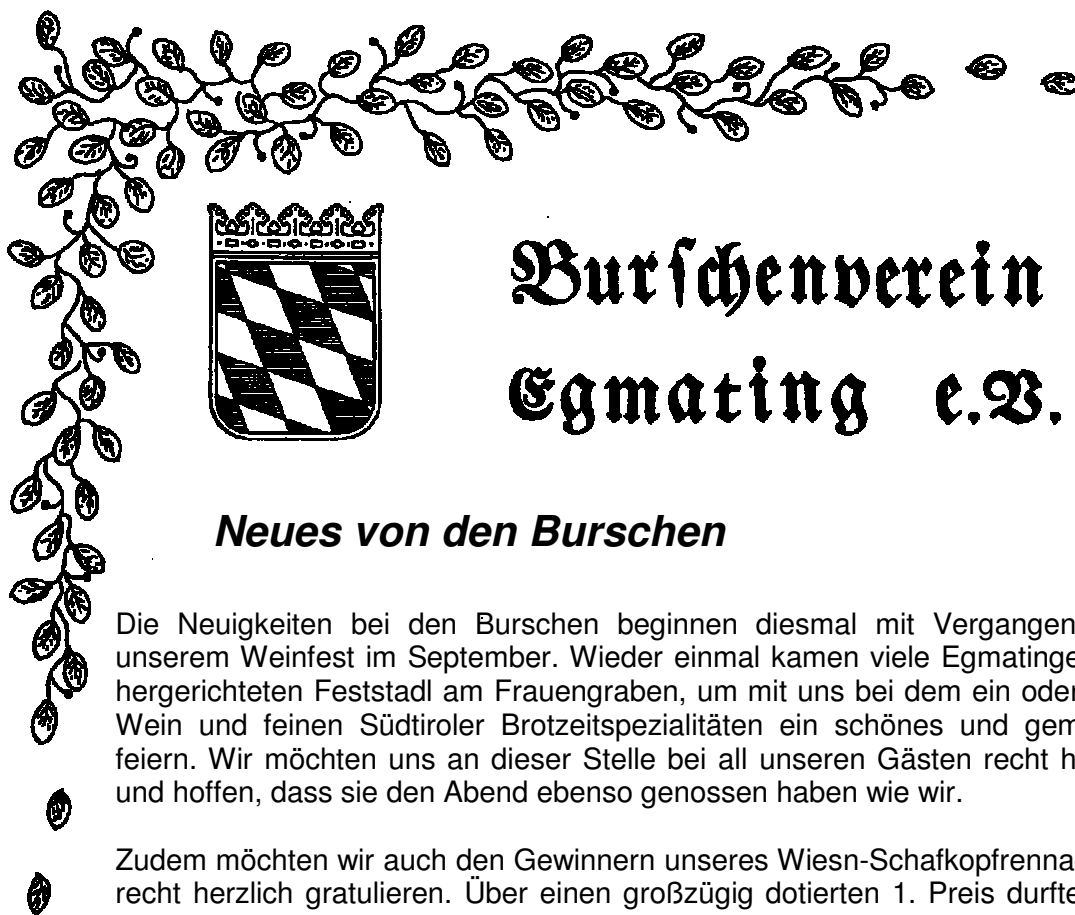 Burschenverein
Egmating e.V.
Neues von den Burschen
Die Neuigkeiten bei den Burschen beginnen diesmal mit Vergangen
unserem Weinfest im September. Wieder einmal kamen viele Egmatinge
hergerichteten Feststadl am Frauengraben, um mit uns bei dem ein oder
Wein und feinen Südtiroler Brotzeitspezialitäten ein schönes und gem
feiern. Wir möchten uns an dieser Stelle bei all unseren Gästen recht h
und hoffen, dass sie den Abend ebenso genossen haben wie wir.
Zudem möchten wir auch den Gewinnern unseres Wiesn-Schafkopfrenna
recht herzlich gratulieren. Über einen großzügig dotierten 1. Preis durfte